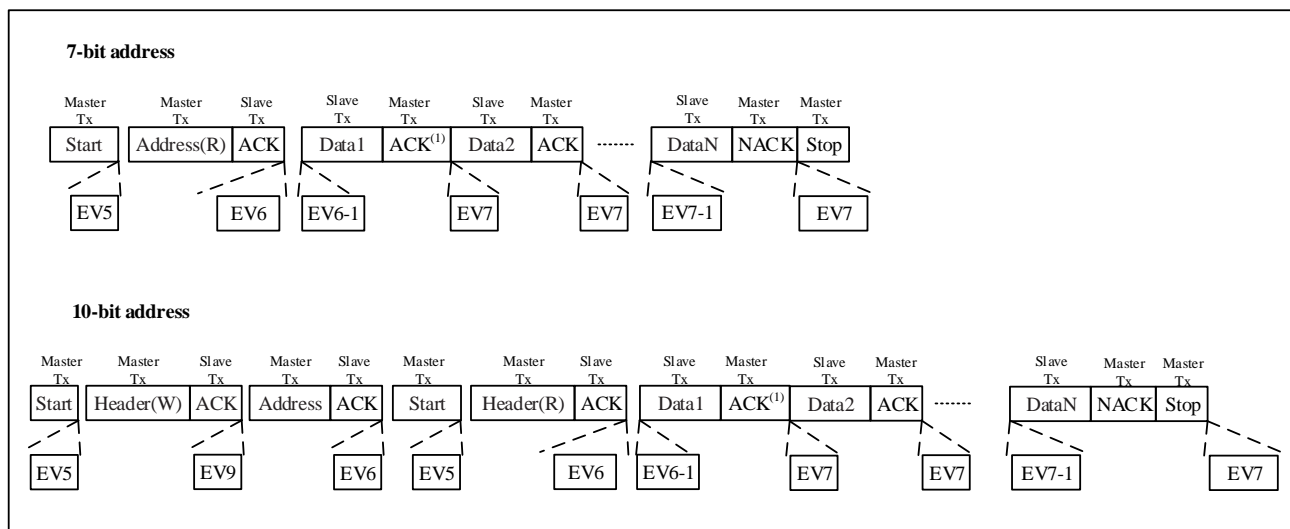 7-bit address
Master Master Slave Slave Master Slave Master Slave Master Master
Tx Tx Tx Tx Tx Tx Tx Tx Tx Tx
Start Address(R) ACK Data1 ACK(1) Data2 ACK ........ DataN NACK Stop
EV5 EV6 EV6-1 EV7 EV7 EV7-1 EV7
10-bit address
Master Master Slave Master Slave Master Master Slave Slave Master Slave Master Slave Master Master
Tx Tx Tx Tx Tx Tx Tx Tx Tx Tx Tx Tx Tx Tx Tx
Start Header(W) ACK Address ACK Start Header(R) ACK Data1 ACK(1) Data2 ACK ........ DataN NACK Stop
EV5 EV9 EV6 EV5 EV6 EV6-1 EV7 EV7 EV7-1 EV7